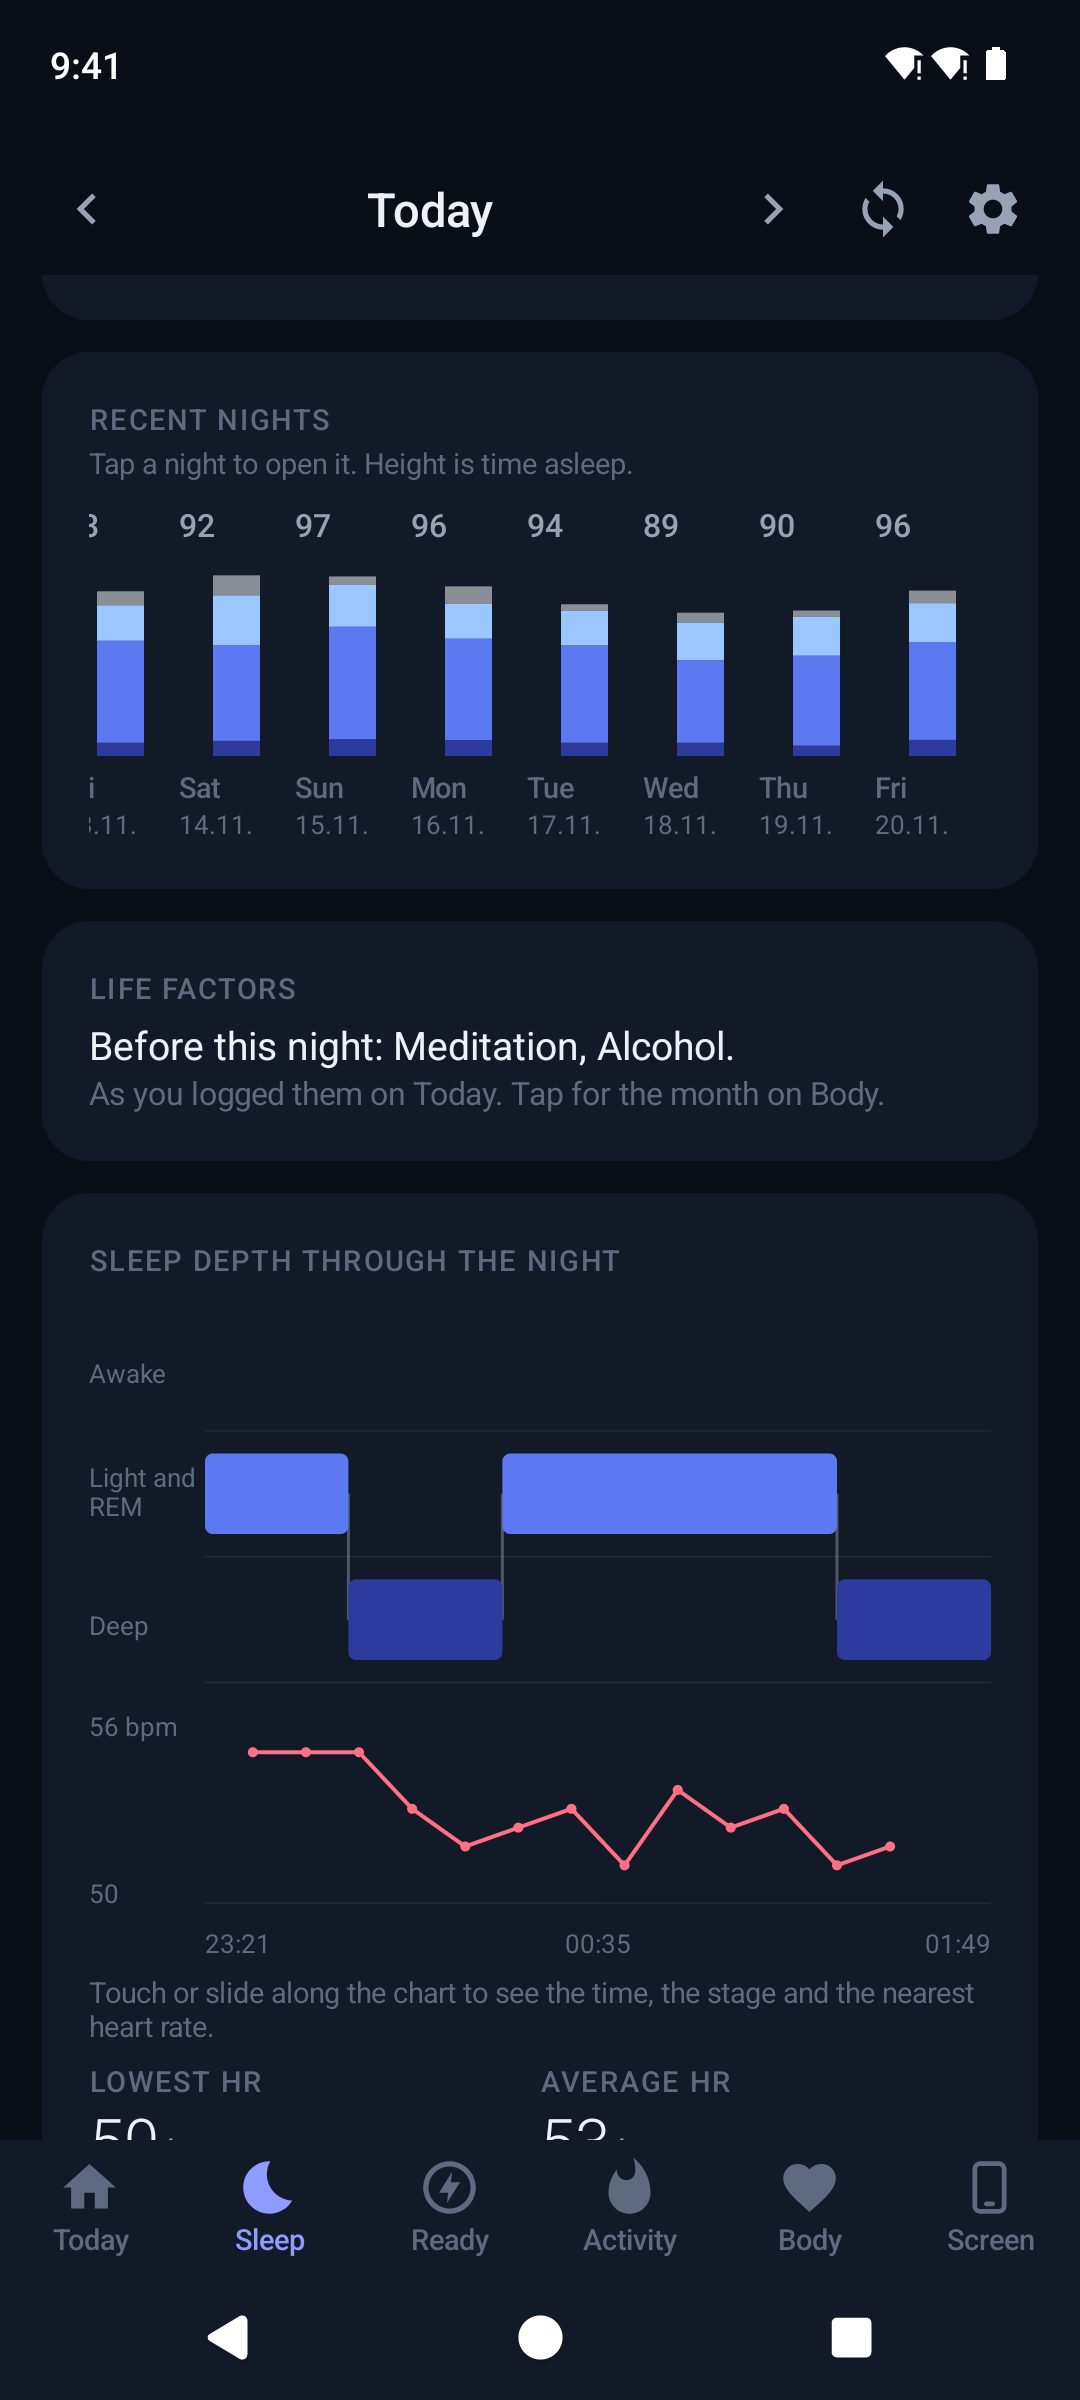 9:41
Today
RECENT NIGHTS
Tap a night to open it. Height is time asleep.
92 97 96 94 89 90 96
Sat Sun Mon Tue Wed Thu Fri
.11. 14.11. 15.11. 16.11. 17.11. 18.11. 19.11. 20.11.
LIFE FACTORS
Before this night: Meditation, Alcohol.
As you logged them on Today. Tap for the month on Body.
SLEEP DEPTH THROUGH THE NIGHT
Awake
Light and
REM
Deep
56 bpm
50
23:21 00:35 01:49
Touch or slide along the chart to see the time, the stage and the nearest
heart rate.
LOWEST HR AVERAGE HR
Today Sleep Ready Activity Body Screen